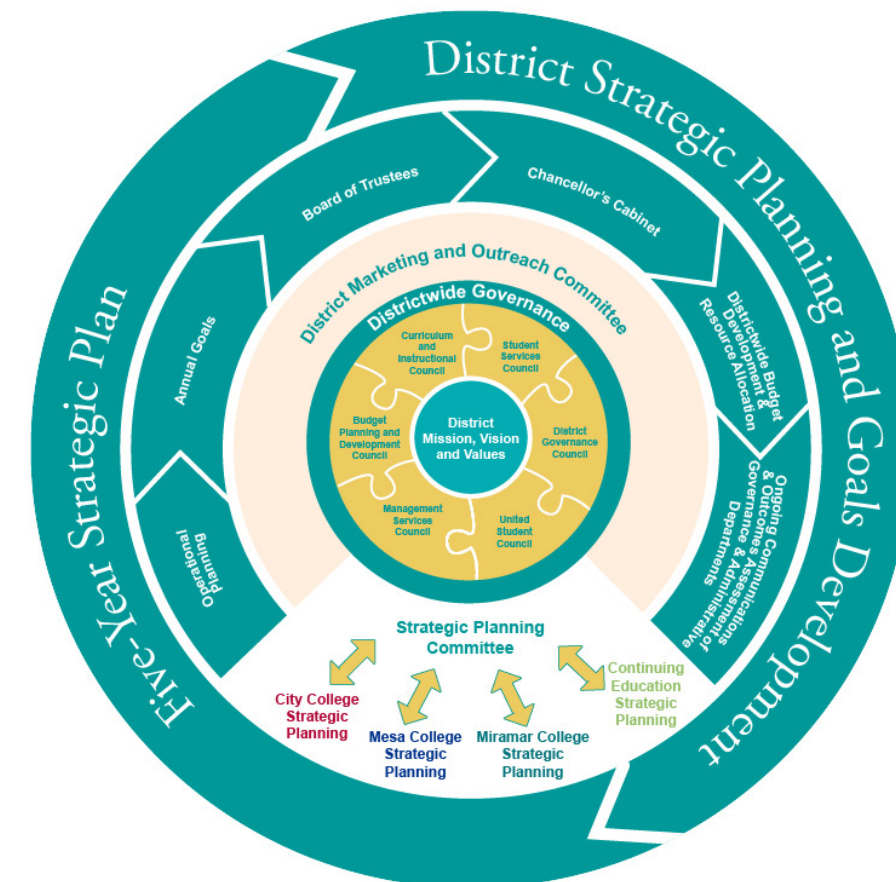 District Strategic Planning and Goals Development
Five-Year Strategic Plan
Operational
Planning
Annual Goals
Board of Trustees
Chancellor's Cabinet
Districtwide Budget
Development &
Resource Allocation
Ongoing Communications
& Outcomes Assessment
Assessment of
Governance & Administrative
Departments
District Marketing and Outreach Committee
Districtwide Governance
Curriculum
and
Instructional
Council
Student
Services
Council
Budget
Planning and
Development
Council
District
Governance
Council
Management
Services
Council
United
Student
Council
District
Mission, Vision
and Values
Strategic Planning
Committee
City College
Strategic
Planning
Mesa College
Strategic
Planning
Miramar College
Strategic
Planning
Continuing
Education
Strategic
Planning